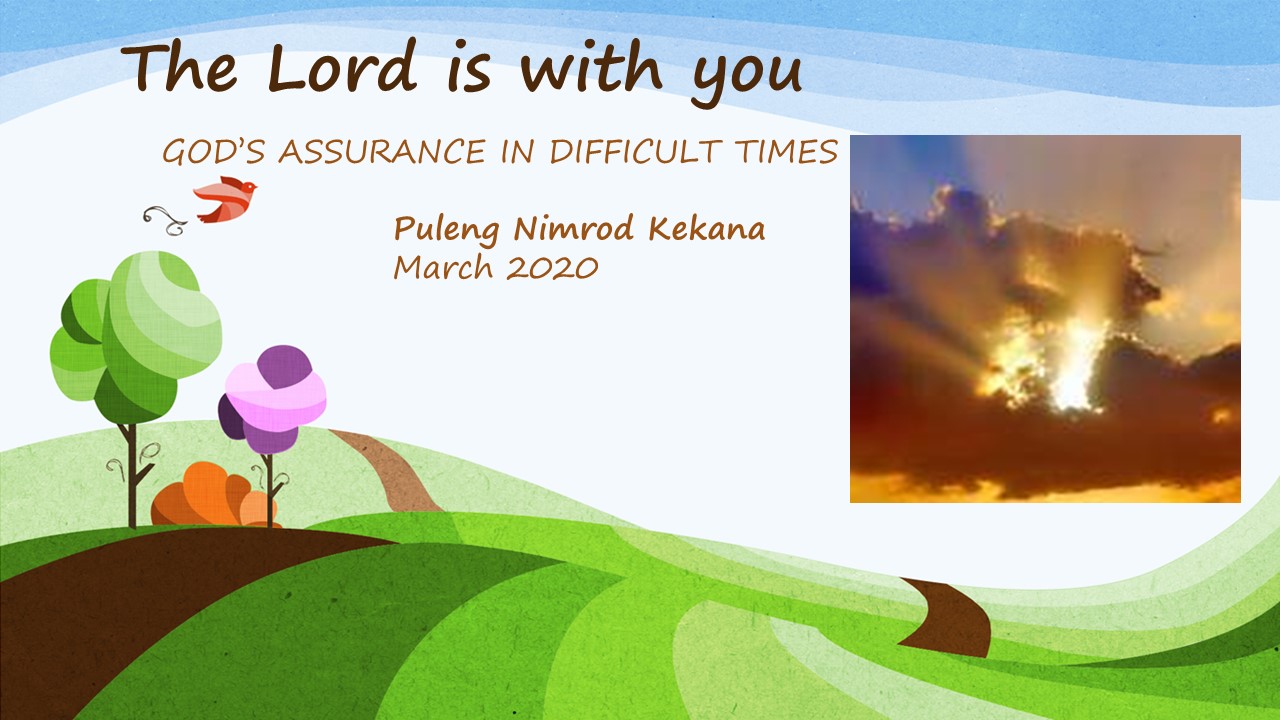 The Lord is with you
GOD’S ASSURANCE IN DIFFICULT TIMES
Puleng Nimrod Kekana
March 2020